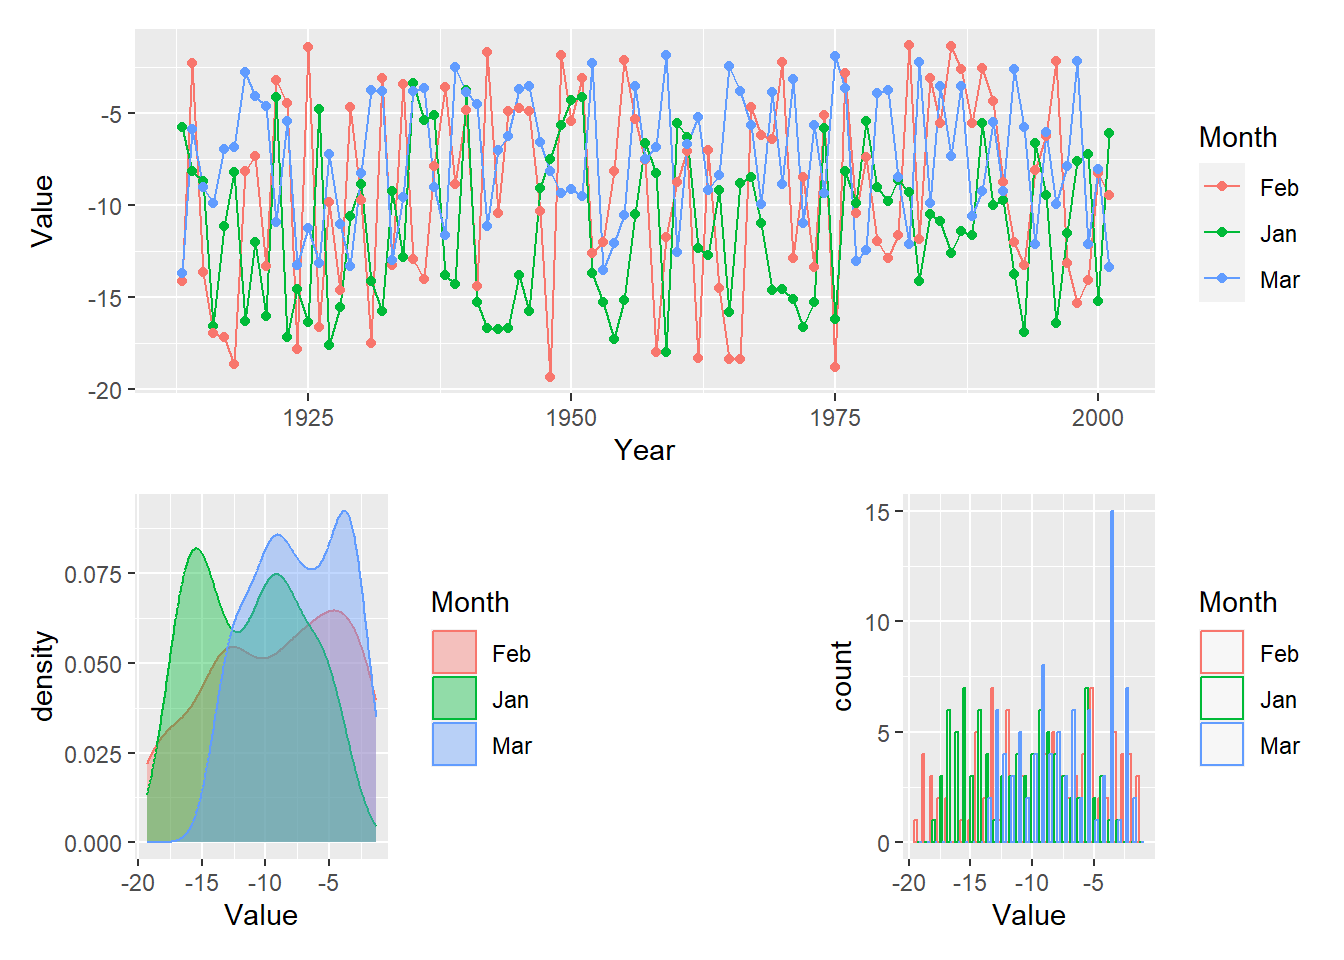 Value
-5
-10
-15
-20
1925 1950 1975 2000
Year
Month
Feb
Jan
Mar
density
0.075
0.050
0.025
0.000
-20 -15 -10 -5
Value
Month
Feb
Jan
Mar
count
15
10
5
0
-20 -15 -10 -5
Value
Month
Feb
Jan
Mar